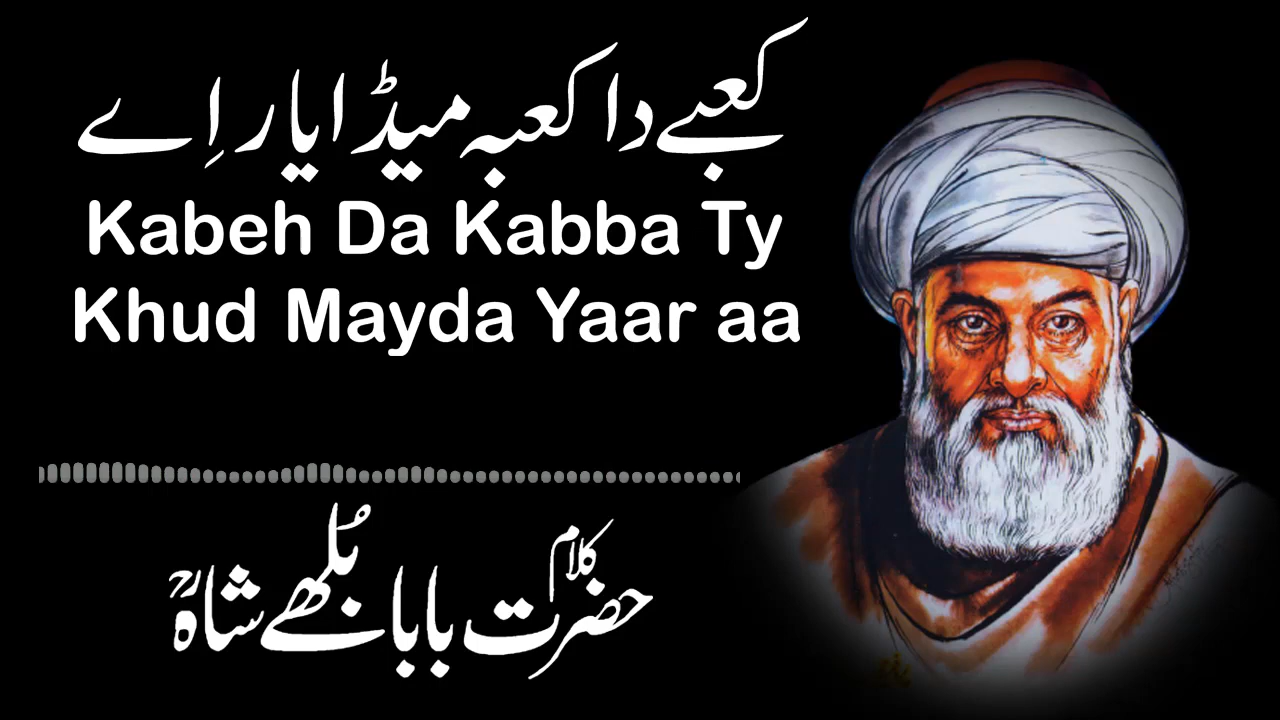 کعبے دا کعبہ میڈا یار اِے
Kabeh Da Kabba Ty
Khud Mayda Yaar aa
کلام
حضرت بابا بُلھے شاہؒ